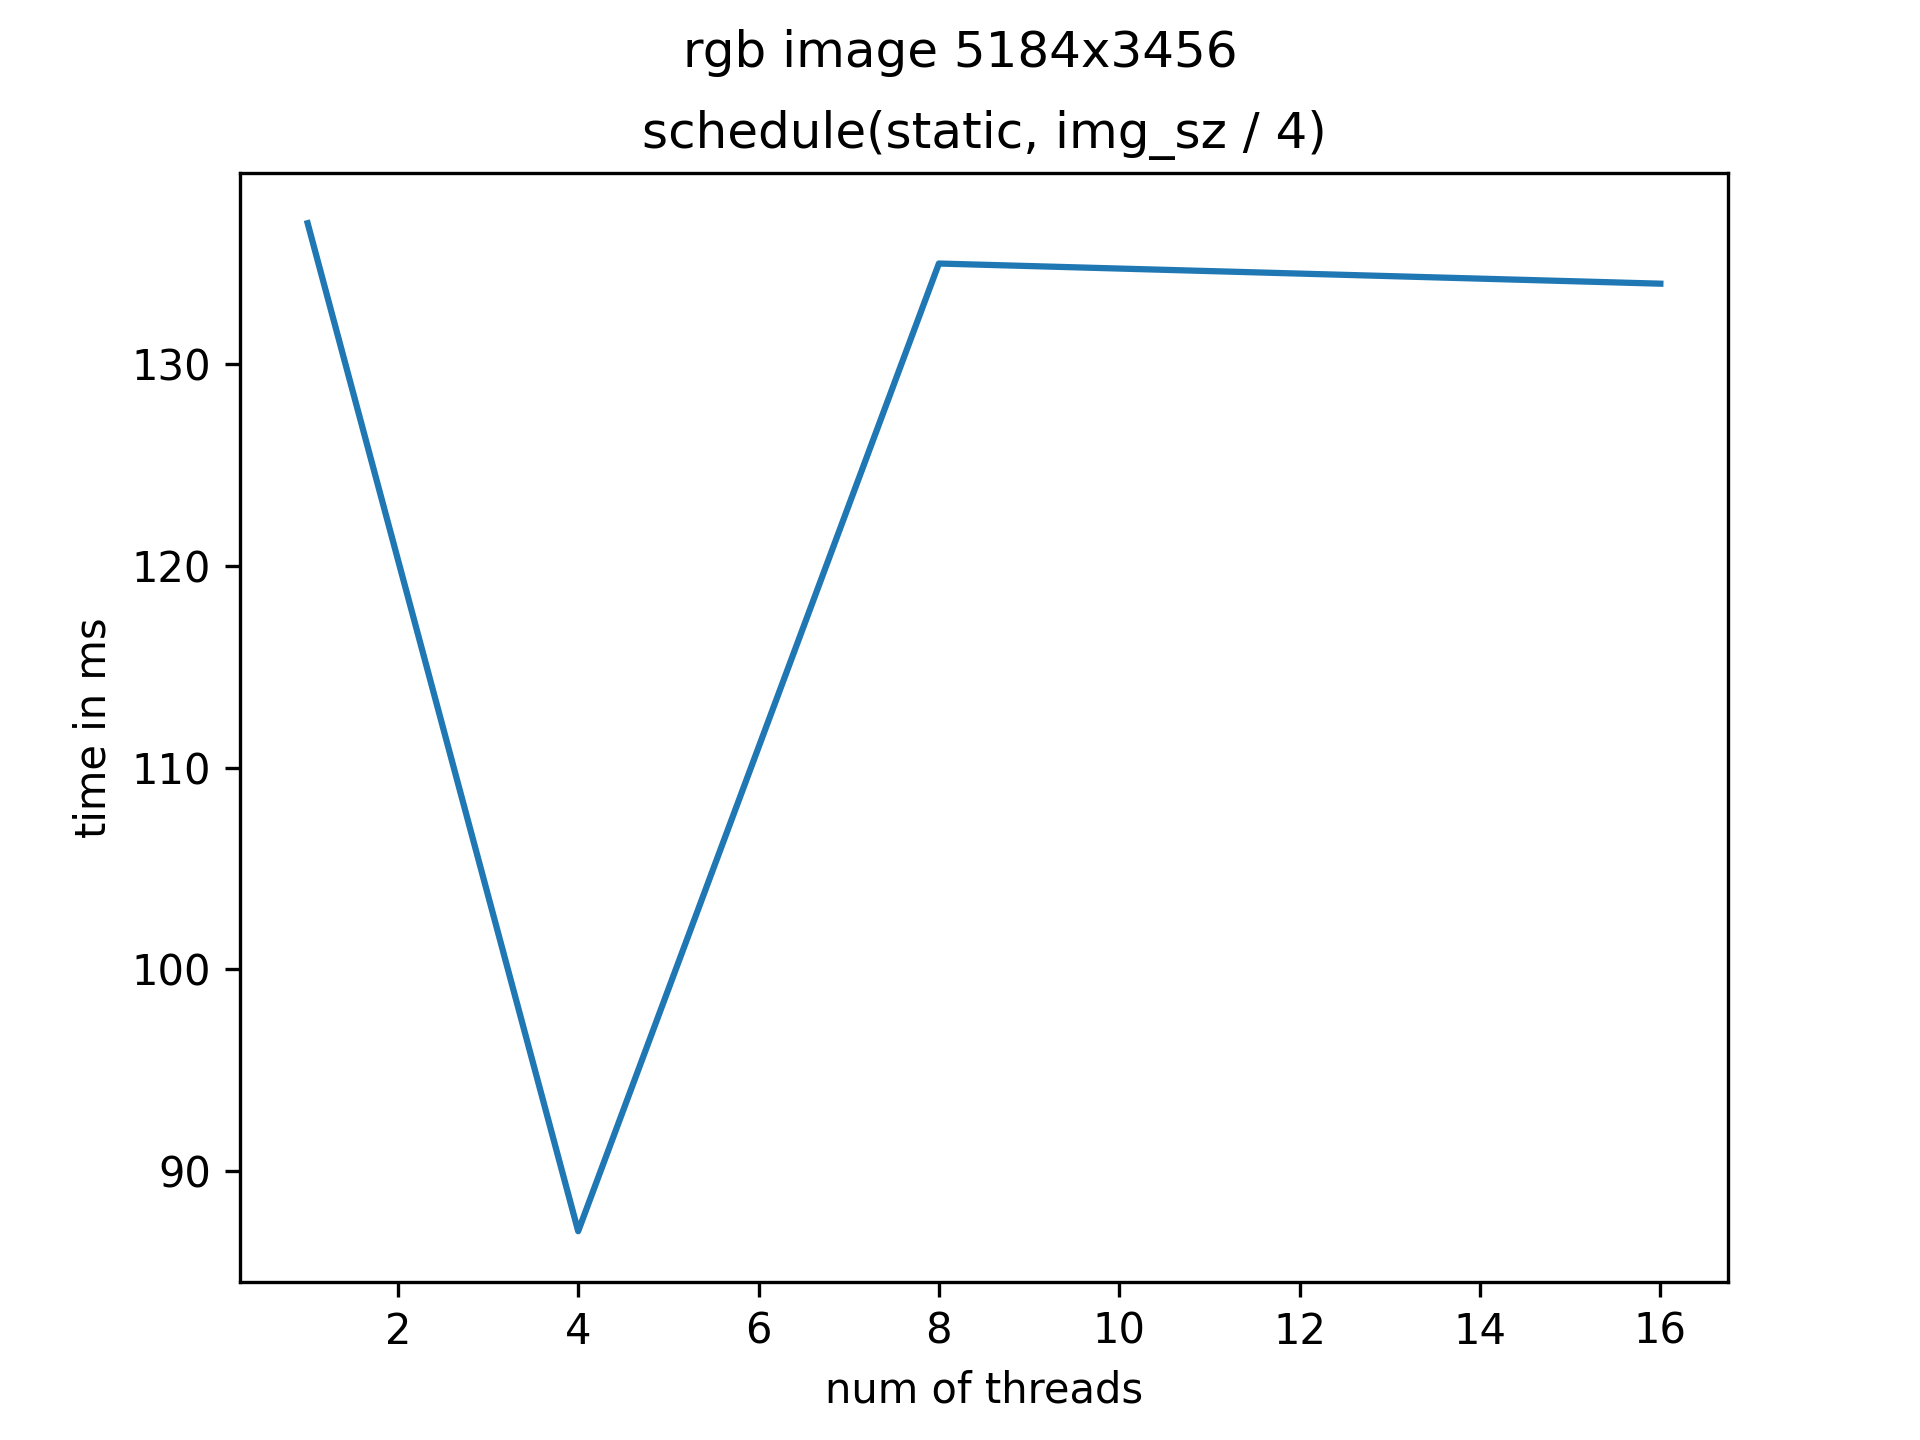 rgb image 5184x3456
schedule(static, img_sz / 4)
130
120
110
100
90
time in ms
2 4 6 8 10 12 14 16
num of threads